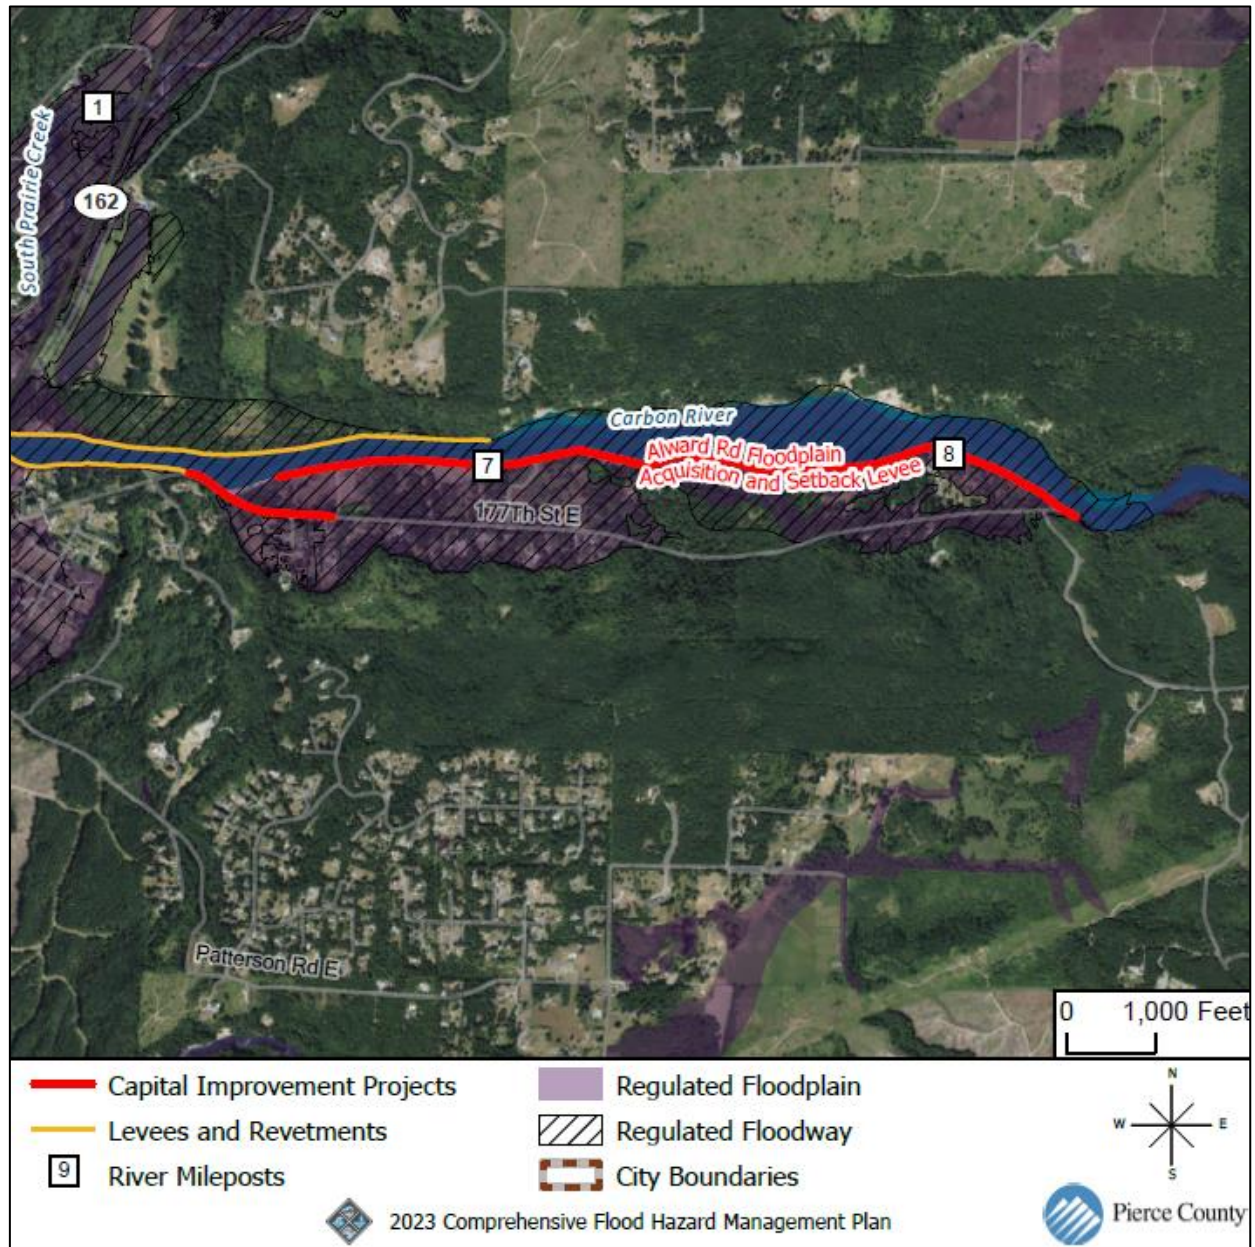 1
South Prairie Creek
162
Carbon River
Alward Rd Floodplain
Acquisition and Setback Levee
7
8
177Th St E
Patterson Rd E
0 1,000 Feet
Capital Improvement Projects
Levees and Revetments
9 River Mileposts
Regulated Floodplain
Regulated Floodway
City Boundaries
N
W E
S
2023 Comprehensive Flood Hazard Management Plan
Pierce County